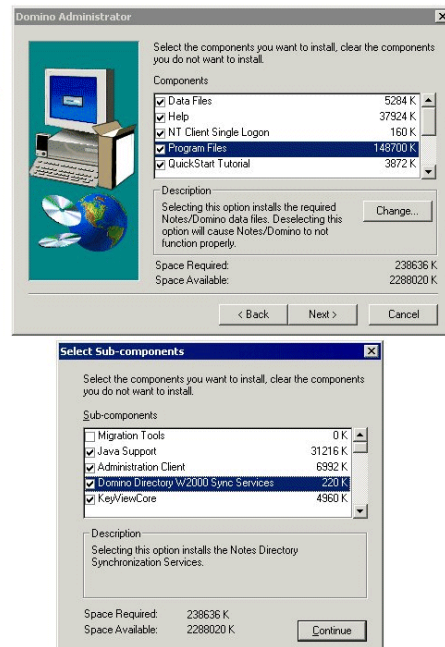 Domino Administrator
Select the components you want to install, clear the components
you do not want to install.
Components
Data Files 5284 K
Help 37924 K
NT Client Single Logon 160 K
Program Files 148700 K
QuickStart Tutorial 3872 K
Description
Selecting this option installs the required
Notes/Domino data files. Deselecting this
option will cause Notes/Domino to not
function properly.
Change...
Space Required: 238636 K
Space Available: 2288020 K
< Back Next > Cancel
Select Sub-components
Select the components you want to install, clear the components
you do not want to install.
Sub-components
Migration Tools 0 K
Java Support 31216 K
Administration Client 6992 K
Domino Directory W2000 Sync Services 220 K
KeyViewCore 4960 K
Description
Selecting this option installs the Notes Directory
Synchronization Services.
Space Required: 238636 K
Space Available: 2288020 K
Continue